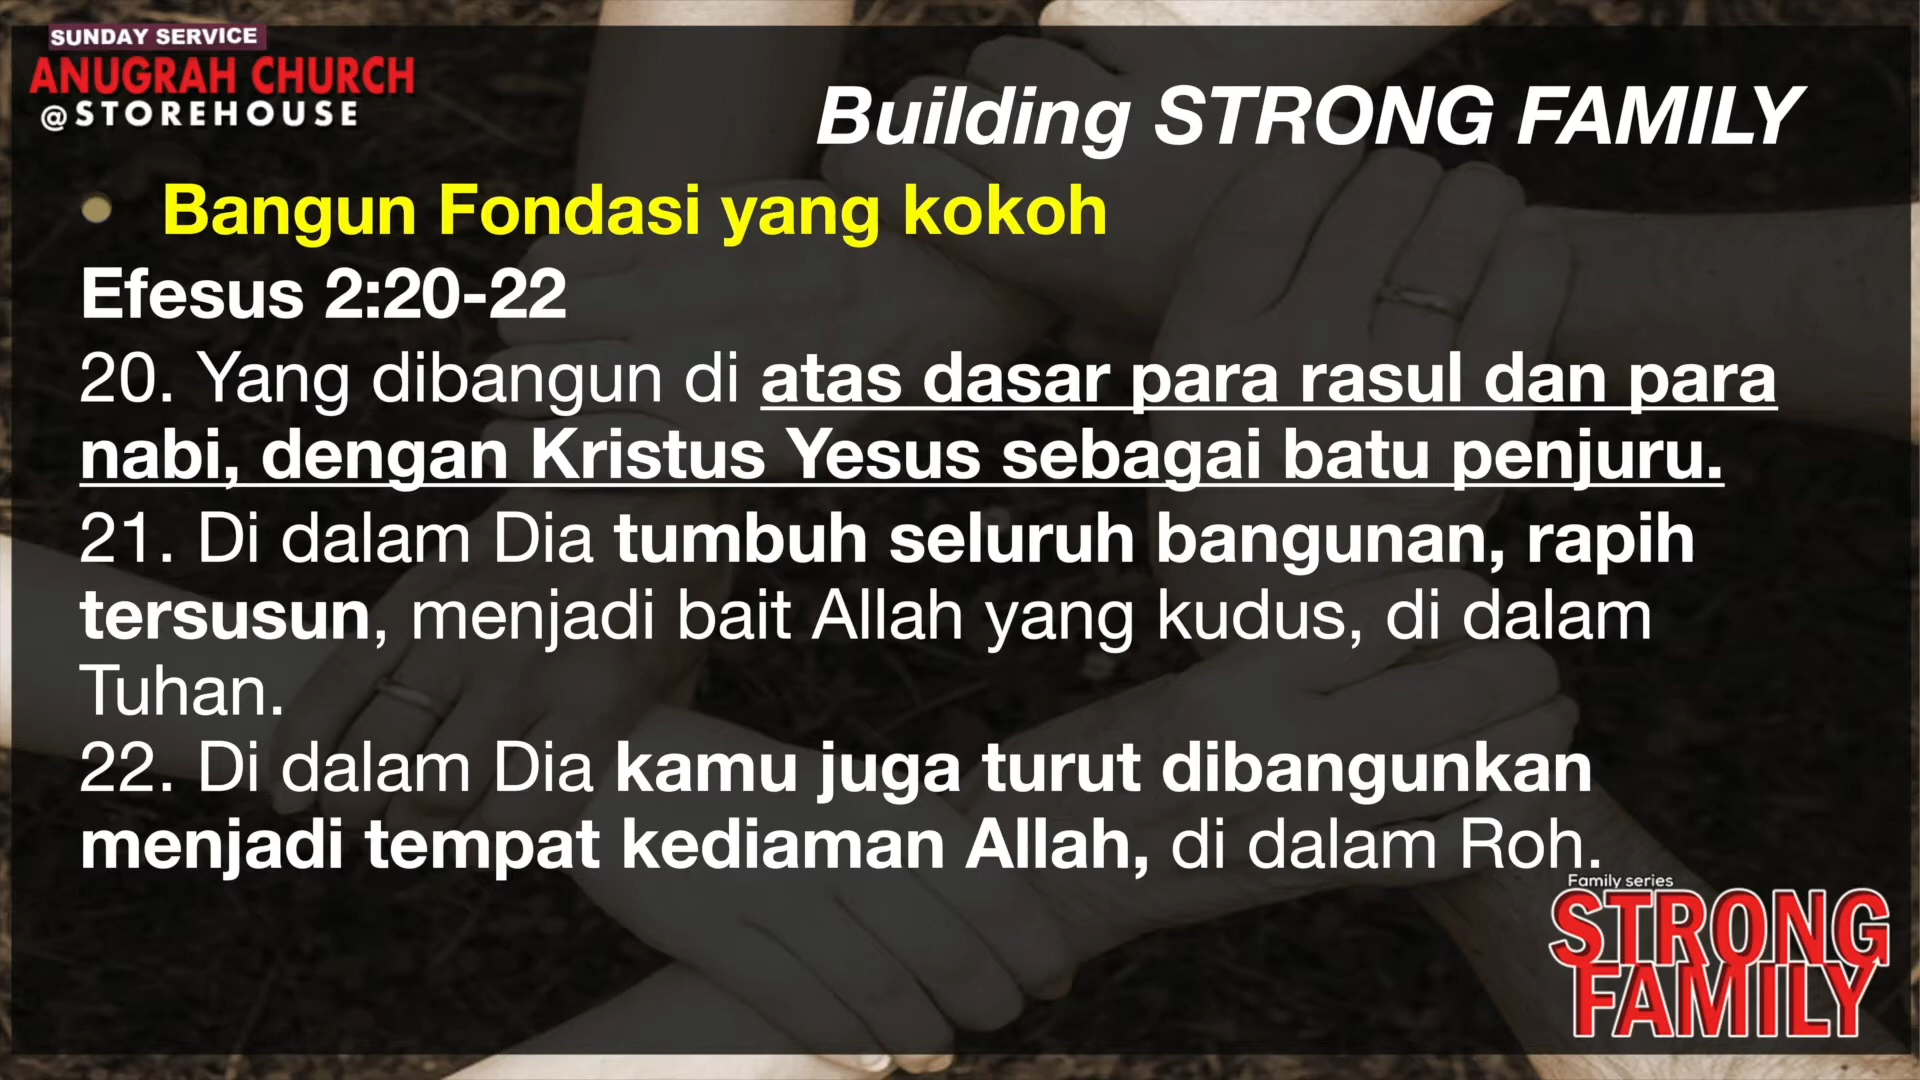 SUNDAY SERVICE
ANUGRAH CHURCH
@STOREHOUSE
Building STRONG FAMILY
• Bangun Fondasi yang kokoh
Efesus 2:20-22
20. Yang dibangun di atas dasar para rasul dan para
nabi, dengan Kristus Yesus sebagai batu penjuru.
21. Di dalam Dia tumbuh seluruh bangunan, rapih
tersusun, menjadi bait Allah yang kudus, di dalam
Tuhan.
22. Di dalam Dia kamu juga turut dibangunkan
menjadi tempat kediaman Allah, di dalam Roh.
Family series
STRONG
FAMILY